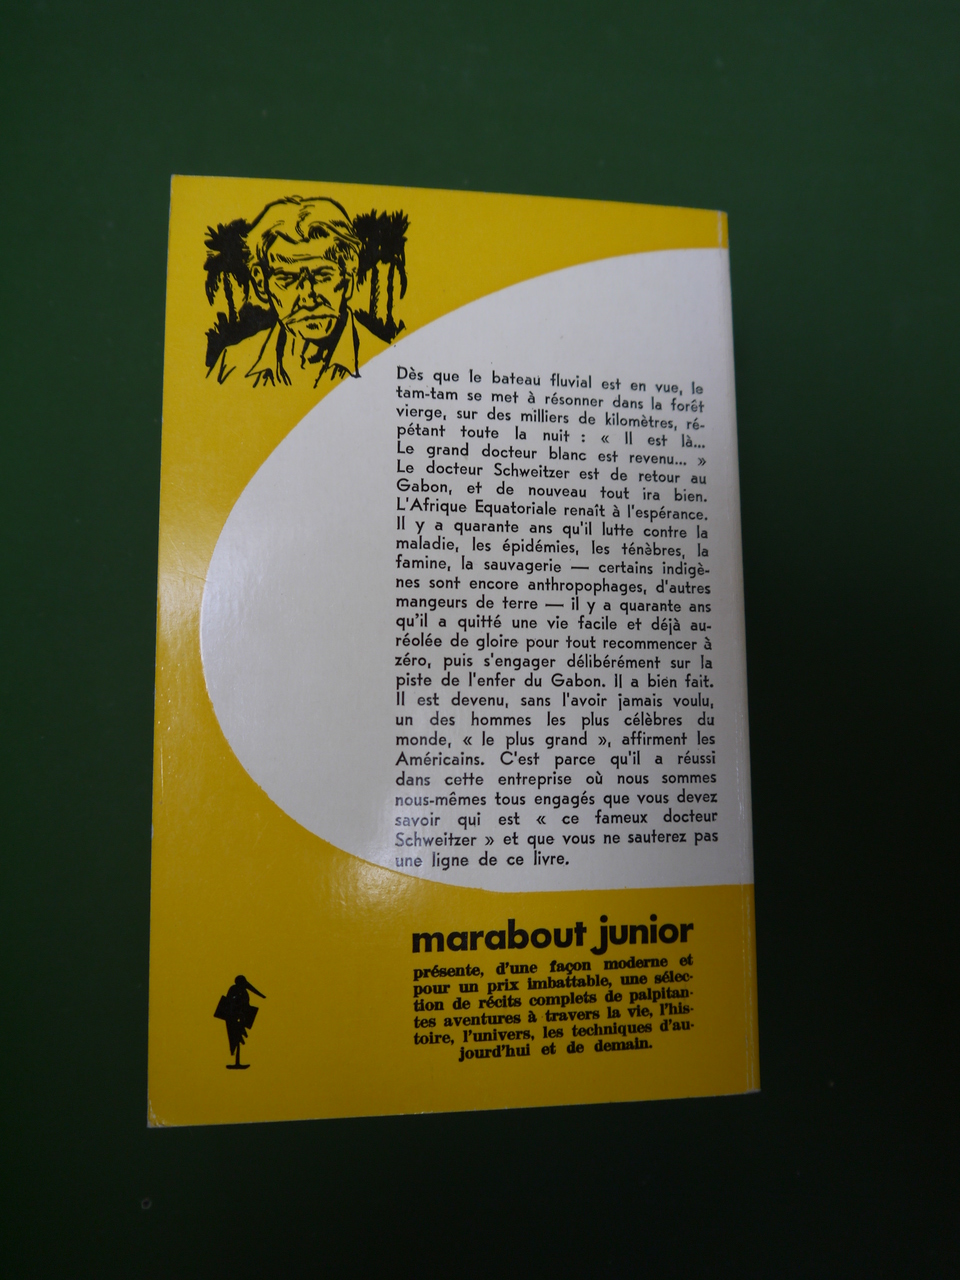 Dès que le bateau fluvial est en vue, le
tam-tam se met à résonner dans la forêt
vierge, sur des milliers de kilomètres, ré-
pétant toute la nuit : « Il est là...
Le grand docteur blanc est revenu... »
Le docteur Schweitzer est de retour au
Gabon, et de nouveau tout ira bien.
L'Afrique Equatoriale renaît à l'espérance.
Il y a quarante ans qu'il lutte contre la
maladie, les épidémies, les ténèbres, la
famine, la sauvagerie — certains indigè-
nes sont encore anthropophages, d'autres
mangeurs de terre — il y a quarante ans
qu'il a quitté une vie facile et déjà au-
réolée de gloire pour tout recommencer à
zéro, puis s'engager délibérément sur la
piste de l'enfer du Gabon. Il a bien fait.
Il est devenu, sans l'avoir jamais voulu,
un des hommes les plus célèbres du
monde, « le plus grand », affirment les
Américains. C'est parce qu'il a réussi
dans cette entreprise où nous sommes
nous-mêmes tous engagés que vous devez
savoir qui est « ce fameux docteur
Schweitzer » et que vous ne sauterez pas
une ligne de ce livre.
marabout junior
présente, d'une façon moderne et
pour un prix imbattable, une sélec-
tion de récits complets de palpitan-
tes aventures à travers la vie, l'his-
toire, l'univers, les techniques d'au-
jourd'hui et de demain.